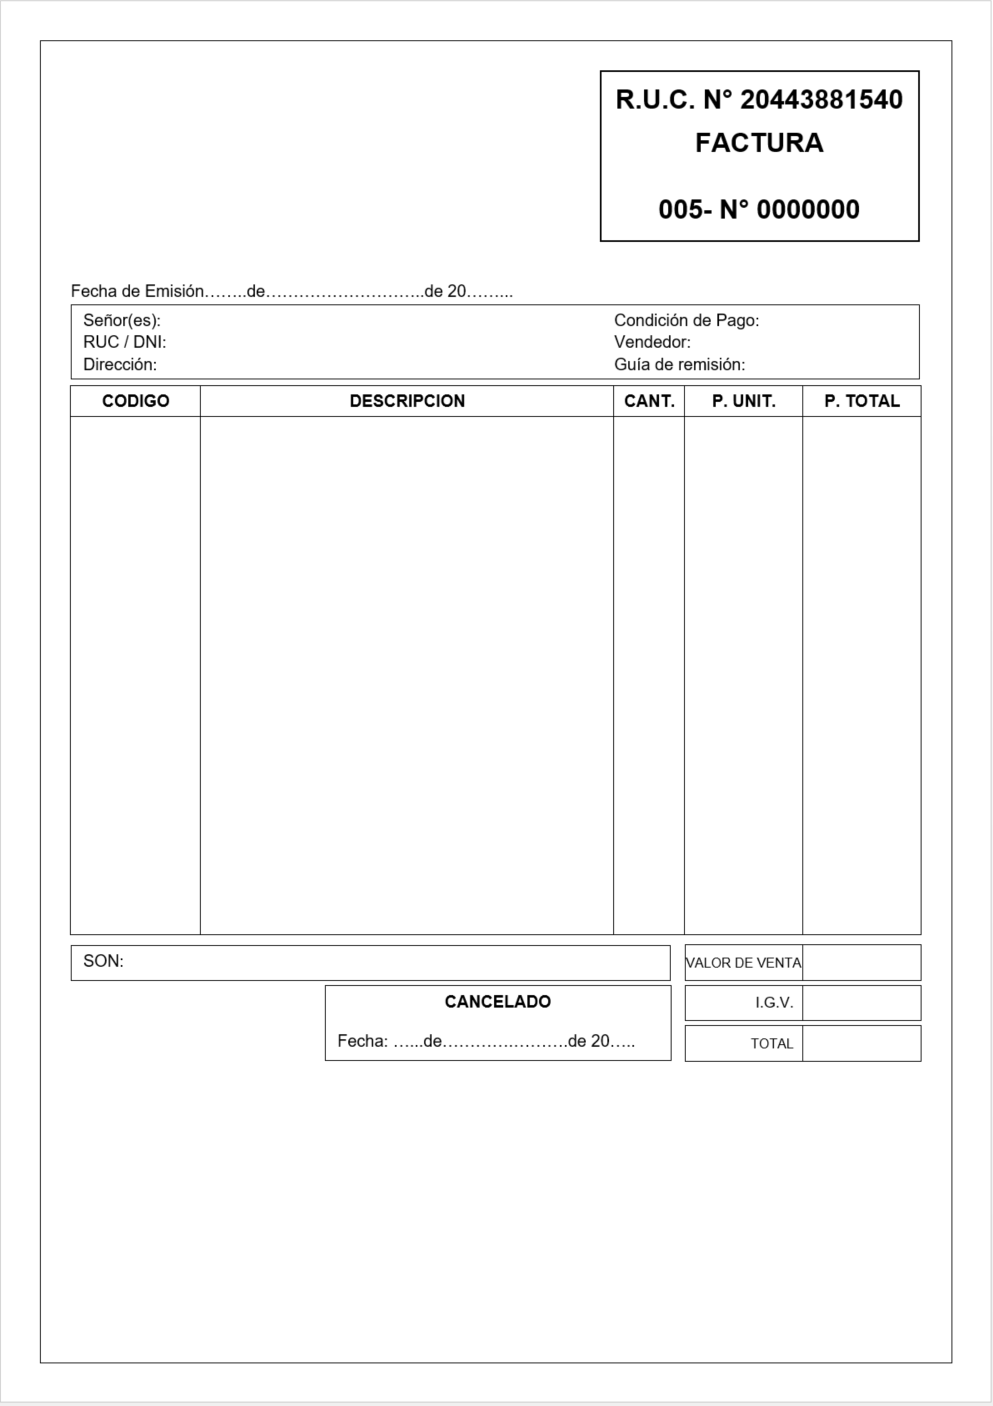 R.U.C. N° 20443881540
FACTURA
005- N° 0000000
Fecha de Emisión……..de………………………..de 20……...
Señor(es):
Condición de Pago:
RUC / DNI:
Vendedor:
Dirección:
Guía de remisión:
CODIGO DESCRIPCION CANT. P. UNIT. P. TOTAL
SON:
VALOR DE VENTA
CANCELADO
I.G.V.
Fecha: …...de………….……….de 20…..
TOTAL